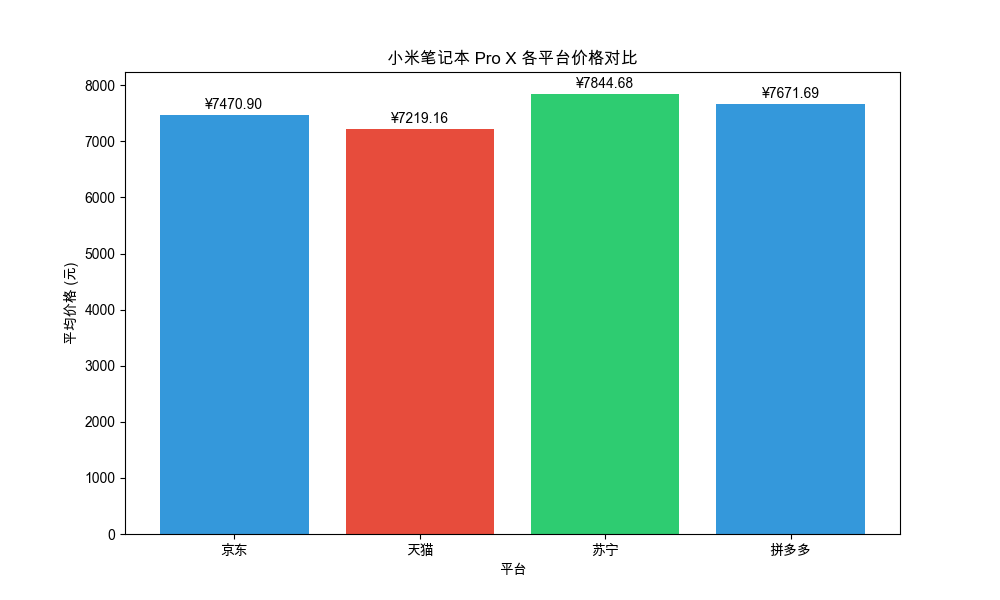 小米笔记本 Pro X 各平台价格对比
¥7470.90
¥7219.16
¥7844.68
¥7671.69
平均价格 (元)
8000
7000
6000
5000
4000
3000
2000
1000
0
京东
天猫
苏宁
拼多多
平台